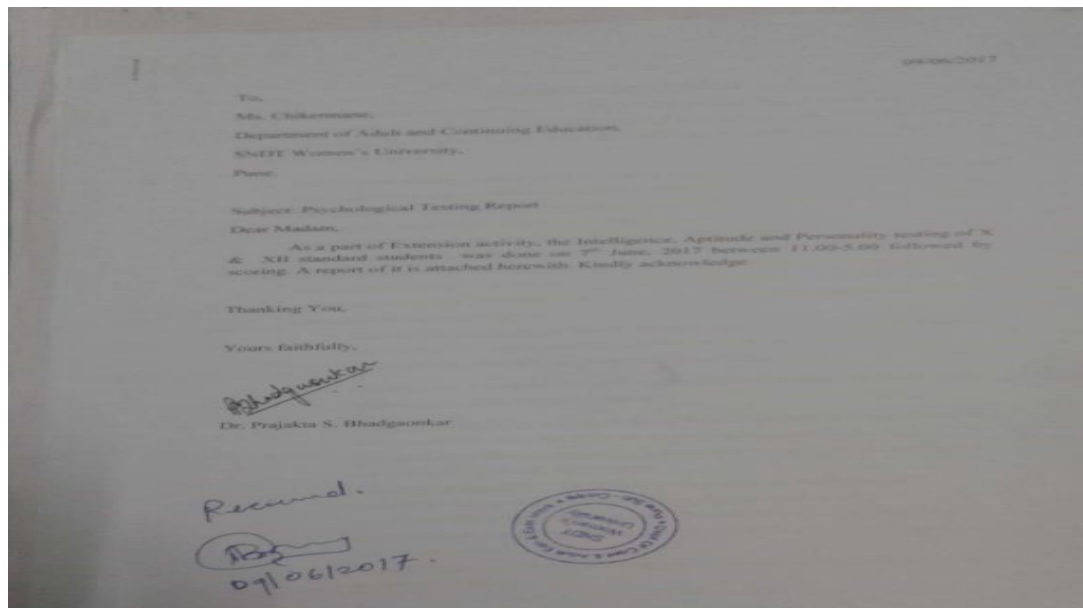 09/06/2017
To,
Ms. Chikermane,
Department of Adult and Continuing Education,
SNDT Women's University,
Pune.
Subject: Psychological Testing Report
Dear Madam,
As a part of Extension activity, the Intelligence, Aptitude and Personality testing of X
& XII standard students was done on 7th June, 2017 between 11.00-5.00 followed by
scoring. A report of it is attached herewith. Kindly acknowledge.
Thanking You,
Yours faithfully,
Bhadgaonkar
Dr. Prajakta S. Bhadgaonkar
Received.
09/06/2017.
SNDT
Women's
University